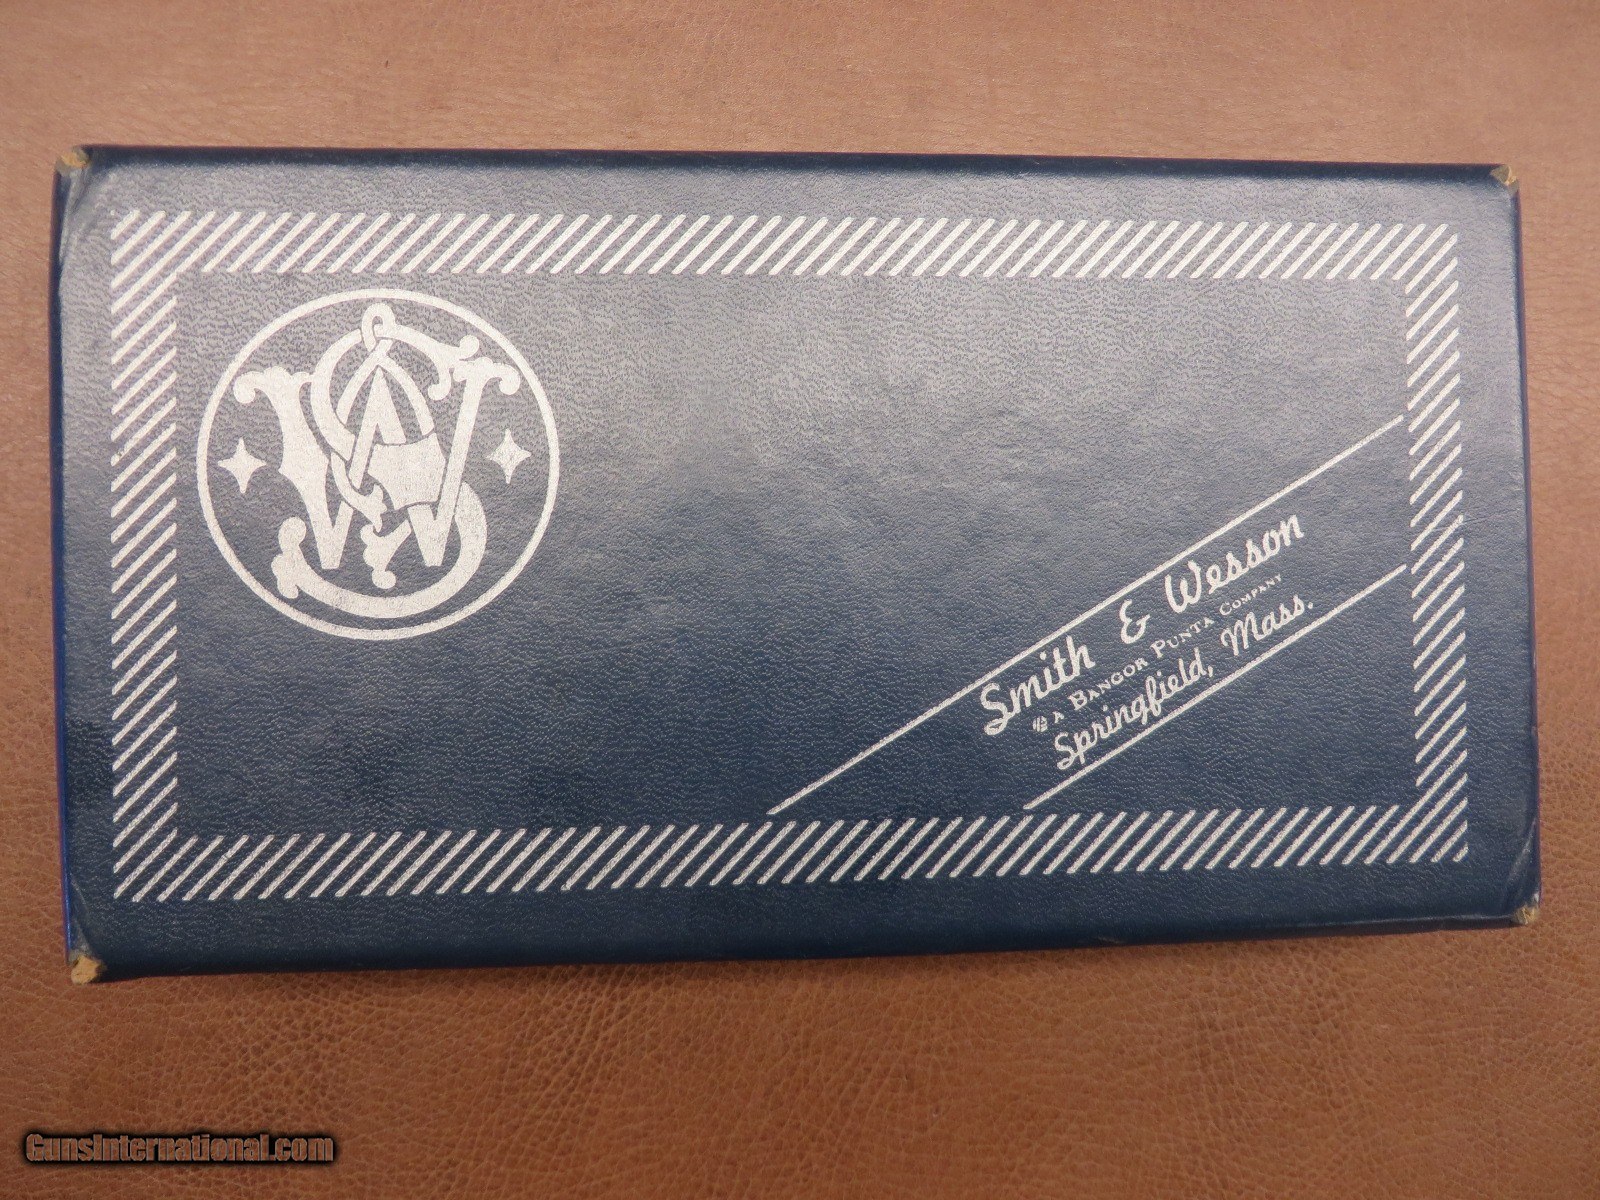 S W
Smith & Wesson
A BANGOR PUNTA COMPANY
Springfield, Mass.
GunsInternational.com